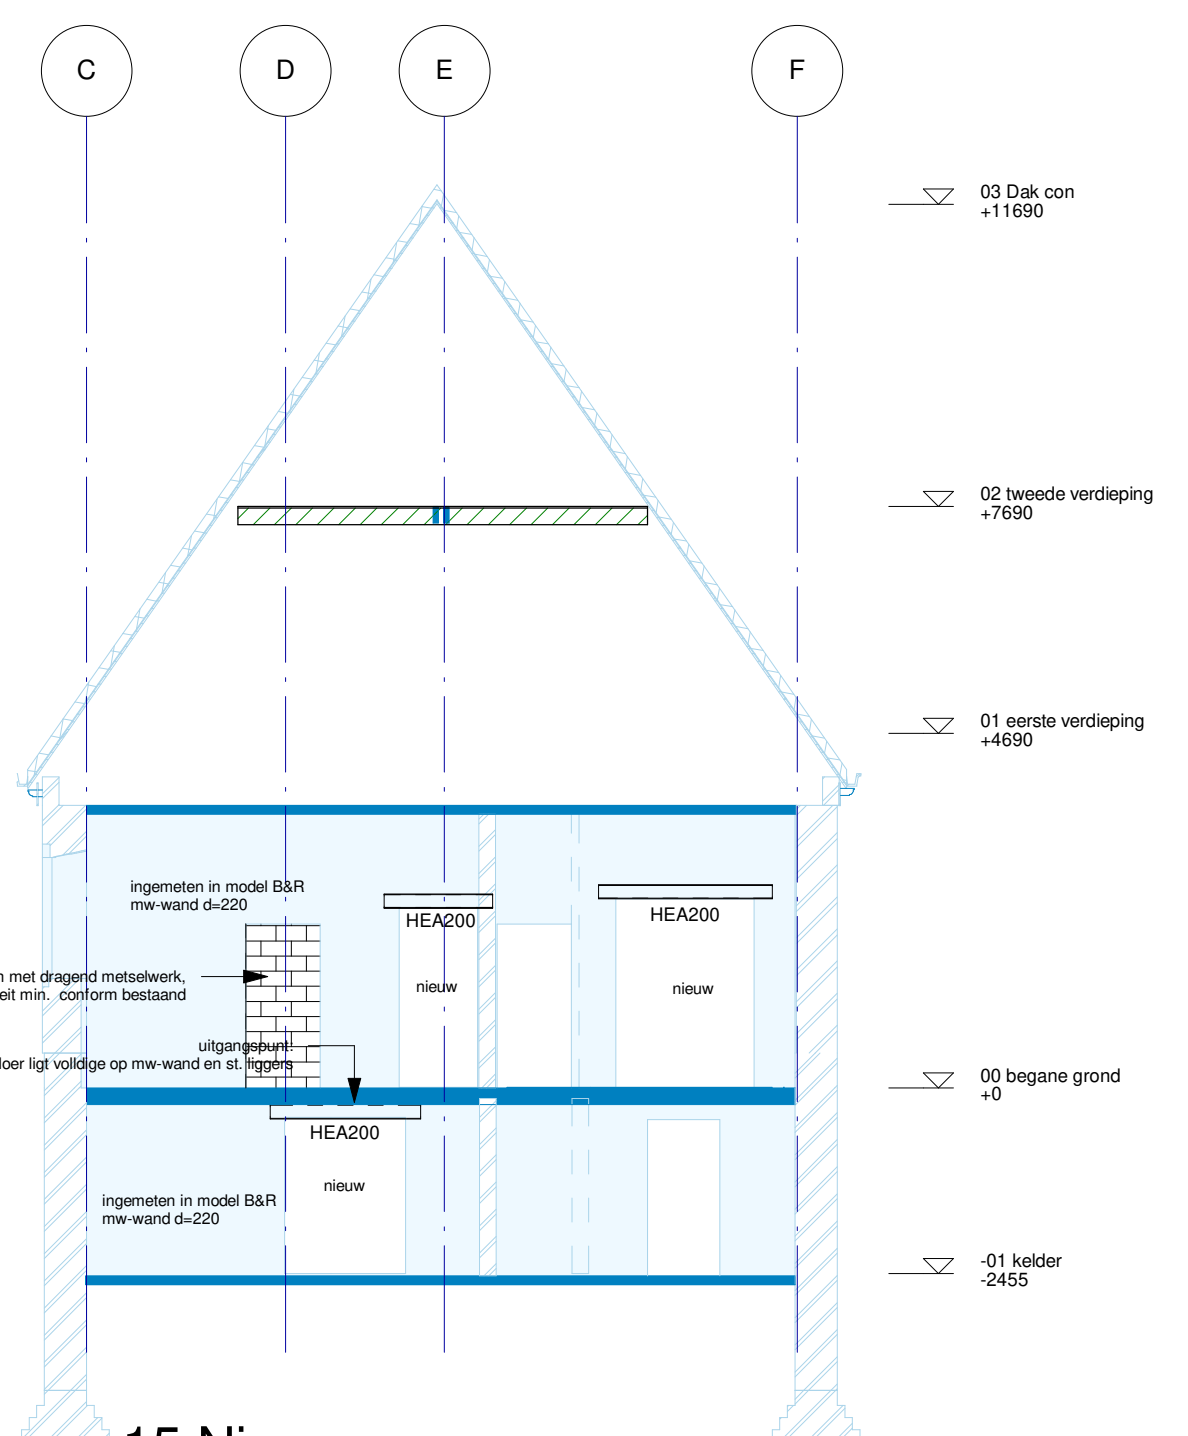 C
D
E
F
03 Dak con
+11690
02 tweede verdieping
+7690
01 eerste verdieping
+4690
ingemeten in model B&R
mw-wand d=220
HEA200
HEA200
met dragend metselwerk,
min. conform bestaand
nieuw
nieuw
uitgangspunt:
ligt volldige op mw-wand en st. liggers
00 begane grond
+0
HEA200
nieuw
ingemeten in model B&R
mw-wand d=220
-01 kelder
-2455